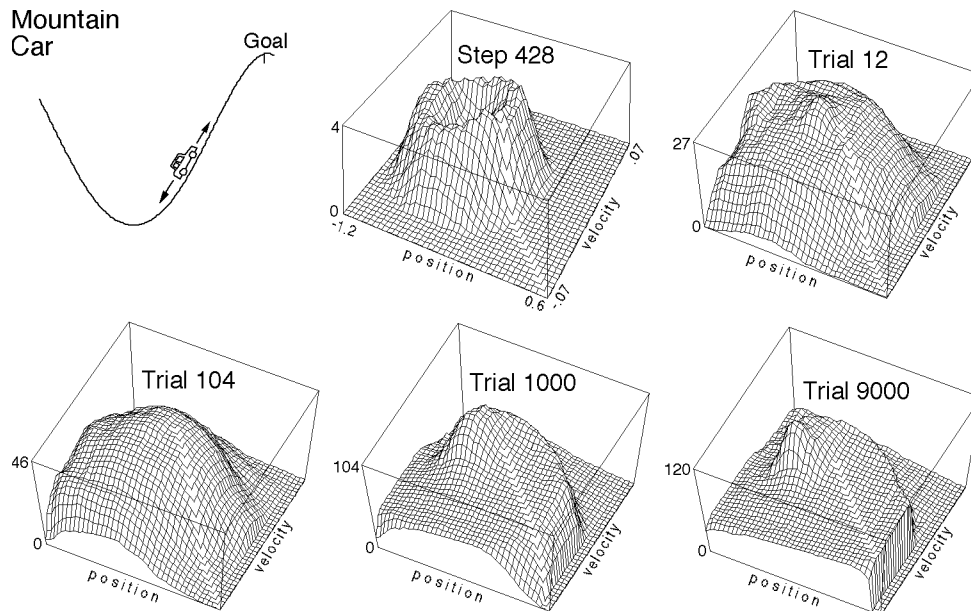 Mountain
Car
Goal
Step 428
4
0
-1.2
position
0.6
-.07
velocity
.07
Trial 12
27
0
position
velocity
Trial 104
46
0
position
velocity
Trial 1000
104
0
position
velocity
Trial 9000
120
0
position
velocity